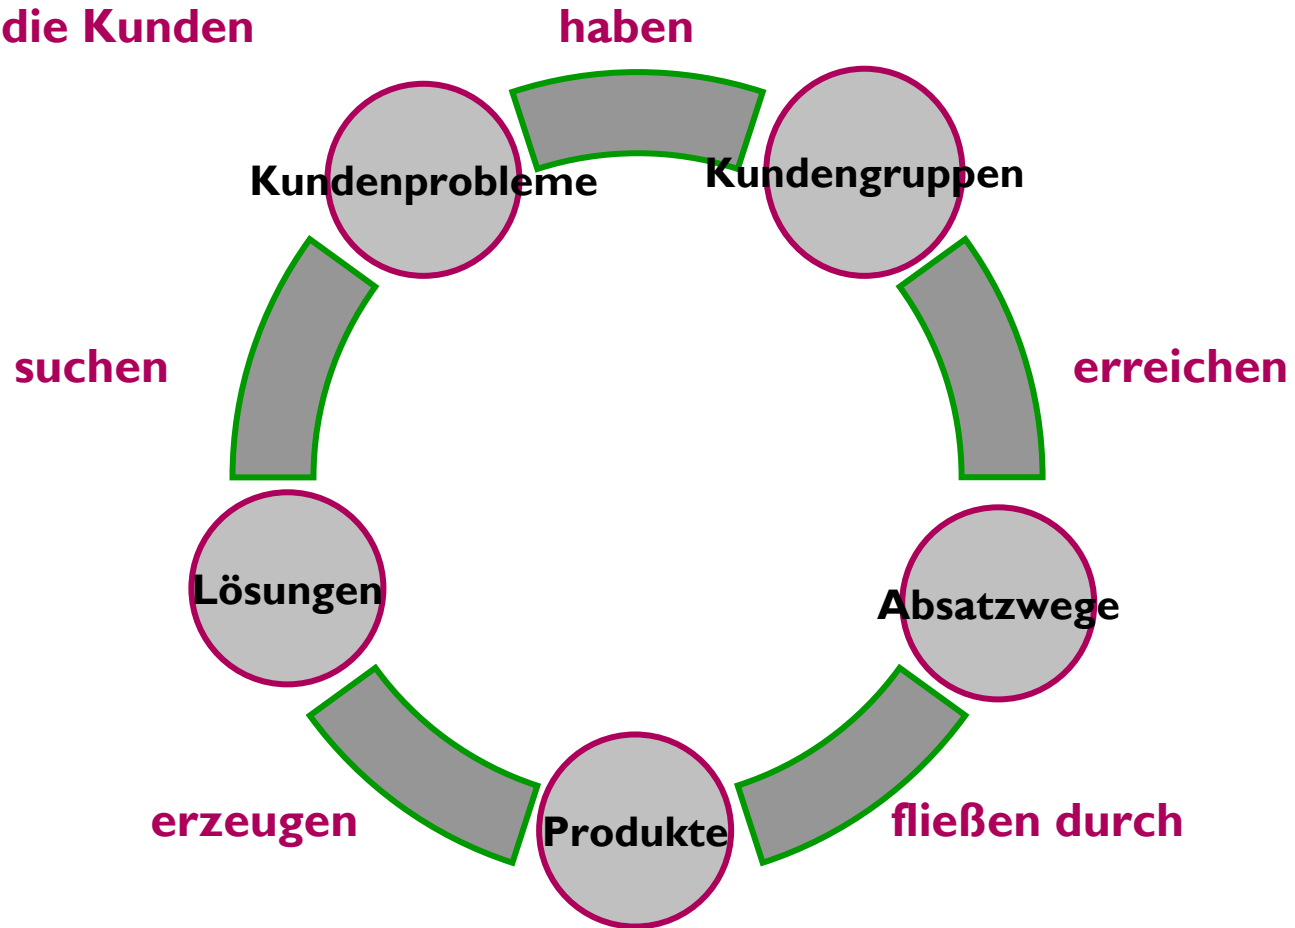 die Kunden
haben
Kundenprobleme
Kundengruppen
suchen
erreichen
Lösungen
Absatzwege
erzeugen
Produkte
fließen durch